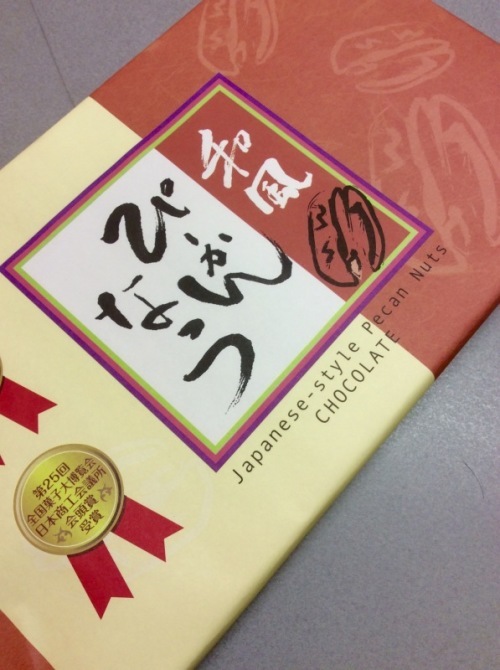 和風
ぴかん
なっつ
Japanese-style Pecan Nuts
CHOCOLATE
第25回
全国菓子大博覧会
日本商工会議所
会頭賞
受賞